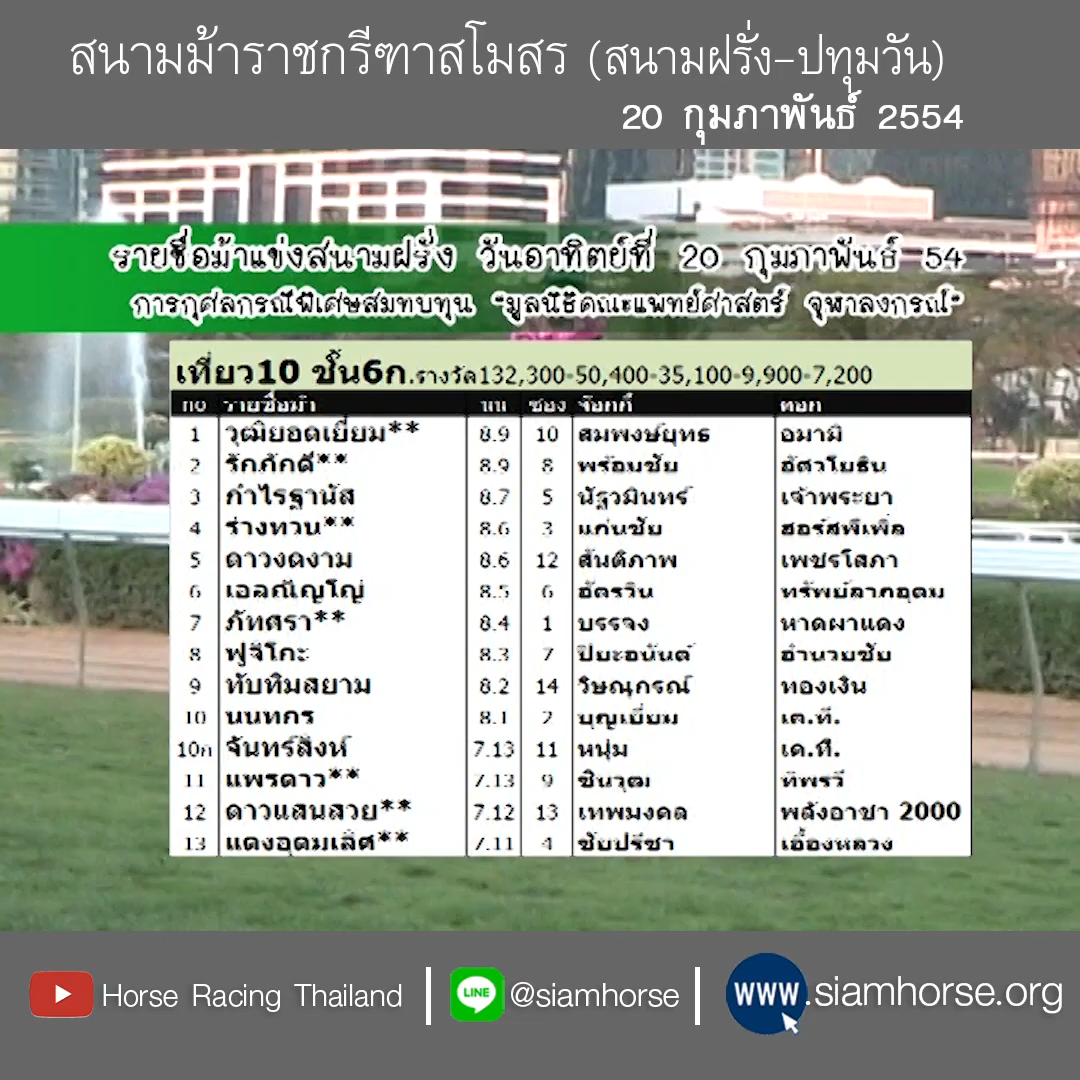 สนามม้าราชกรีฑาสโมสร (สนามฝรั่ง-ปทุมวัน)
20 กุมภาพันธ์ 2554
รายชื่อม้าแข่งสนามฝรั่ง วันอาทิตย์ที่ 20 กุมภาพันธ์ 54
การกุศลกรณีพิเศษสมทบทุน "มูลนิธิคณะแพทย์ศาสตร์ จุฬาลงกรณ์"
เที่ยว10 ชั้น6ก.รางวัล132,300-50,400-35,100-9,900-7,200
no รายชื่อม้า นน ซอง จ๊อกกี้ คอก
1 วุฒิยอดเยี่ยม** 8.9 10 สมพงษ์ยุทธ อมามิ
2 รักภักดี** 8.9 8 พร้อมชัย อัศวโยธิน
3 กำไรฐานัส 8.7 5 นัฐวมินทร์ เจ้าพระยา
4 ร่างทวน** 8.6 3 แก่นชัย ฮอร์สพีเพิ่ล
5 ดาวงดงาม 8.6 12 สันติภาพ เพชรโสภา
6 เอลณีญโญ่ 8.5 6 ฉัตรวิน ทรัพย์ลาภอุดม
7 ภัทศรา** 8.4 1 บรรจง หาดผาแดง
8 ฟูจิโกะ 8.3 7 ปิยะอนันต์ อำนวยชัย
9 ทับทิมสยาม 8.2 14 วิษณุกรณ์ ทองเงิน
10 นนทกร 8.1 2 บุญเยี่ยม เค.ที.
10ก จันทร์สิงห์ 7.13 11 หนุ่ม เค.ที.
11 แพรดาว** 7.13 9 ชินวุฒ ทิพรวี
12 ดาวแสนสวย** 7.12 13 เทพมงคล พลังอาชา 2000
13 แดงอุดมเลิศ** 7.11 4 ชัยปรีชา เอื้องหลวง
Horse Racing Thailand
LINE @siamhorse
www.siamhorse.org